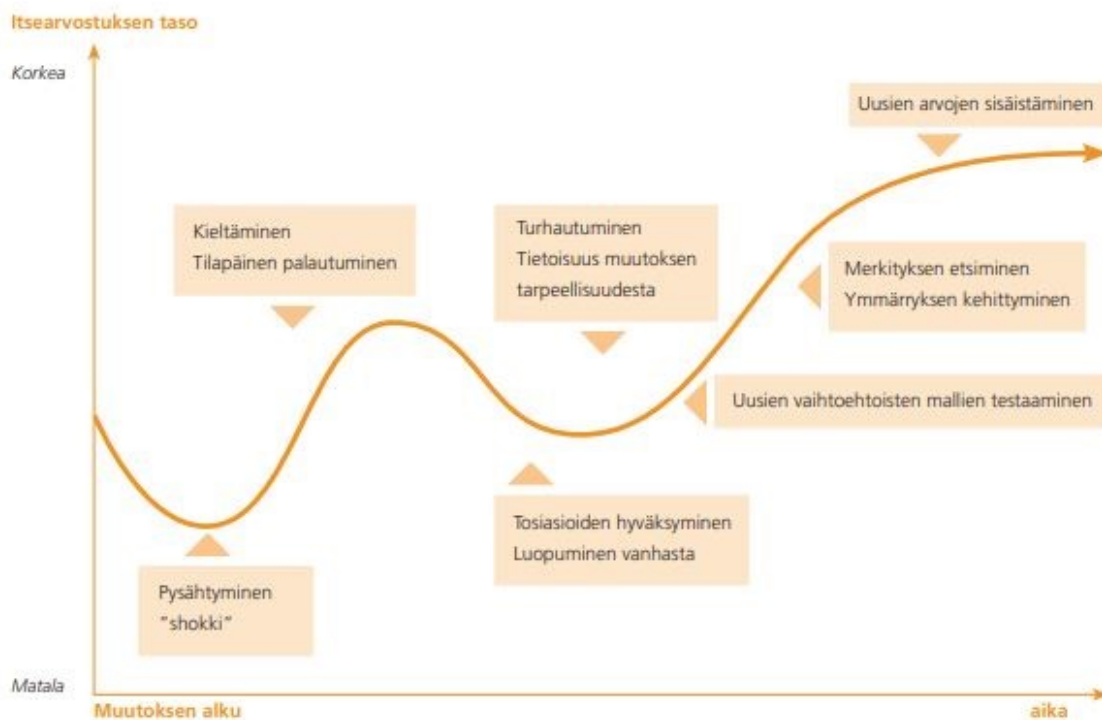 Itsearvostuksen taso
Korkea
Uusien arvojen sisäistäminen
Kieltäminen
Tilapäinen palautuminen
Turhautuminen
Tietoisuus muutoksen
tarpeellisuudesta
Merkityksen etsiminen
Ymmärryksen kehittyminen
Uusien vaihtoehtoisten mallien testaaminen
Tosiasioiden hyväksyminen
Luopuminen vanhasta
Pysähtyminen
"shokki"
Matala
Muutoksen alku
aika